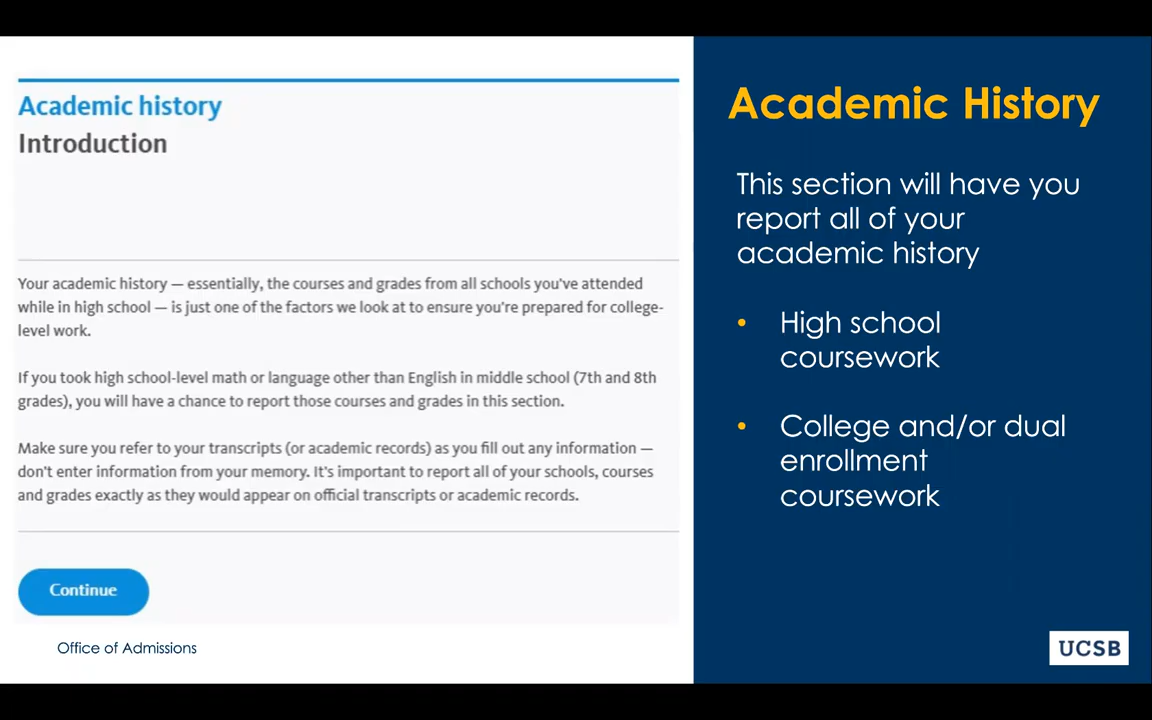 Academic history
Introduction
Your academic history — essentially, the courses and grades from all schools you've attended
while in high school — is just one of the factors we look at to ensure you're prepared for college-
level work.
If you took high school-level math or language other than English in middle school (7th and 8th
grades), you will have a chance to report those courses and grades in this section.
Make sure you refer to your transcripts (or academic records) as you fill out any information —
don't enter information from your memory. It's important to report all of your schools, courses
and grades exactly as they would appear on official transcripts or academic records.
Continue
Office of Admissions
Academic History
This section will have you
report all of your
academic history
• High school
coursework
• College and/or dual
enrollment
coursework
UCSB